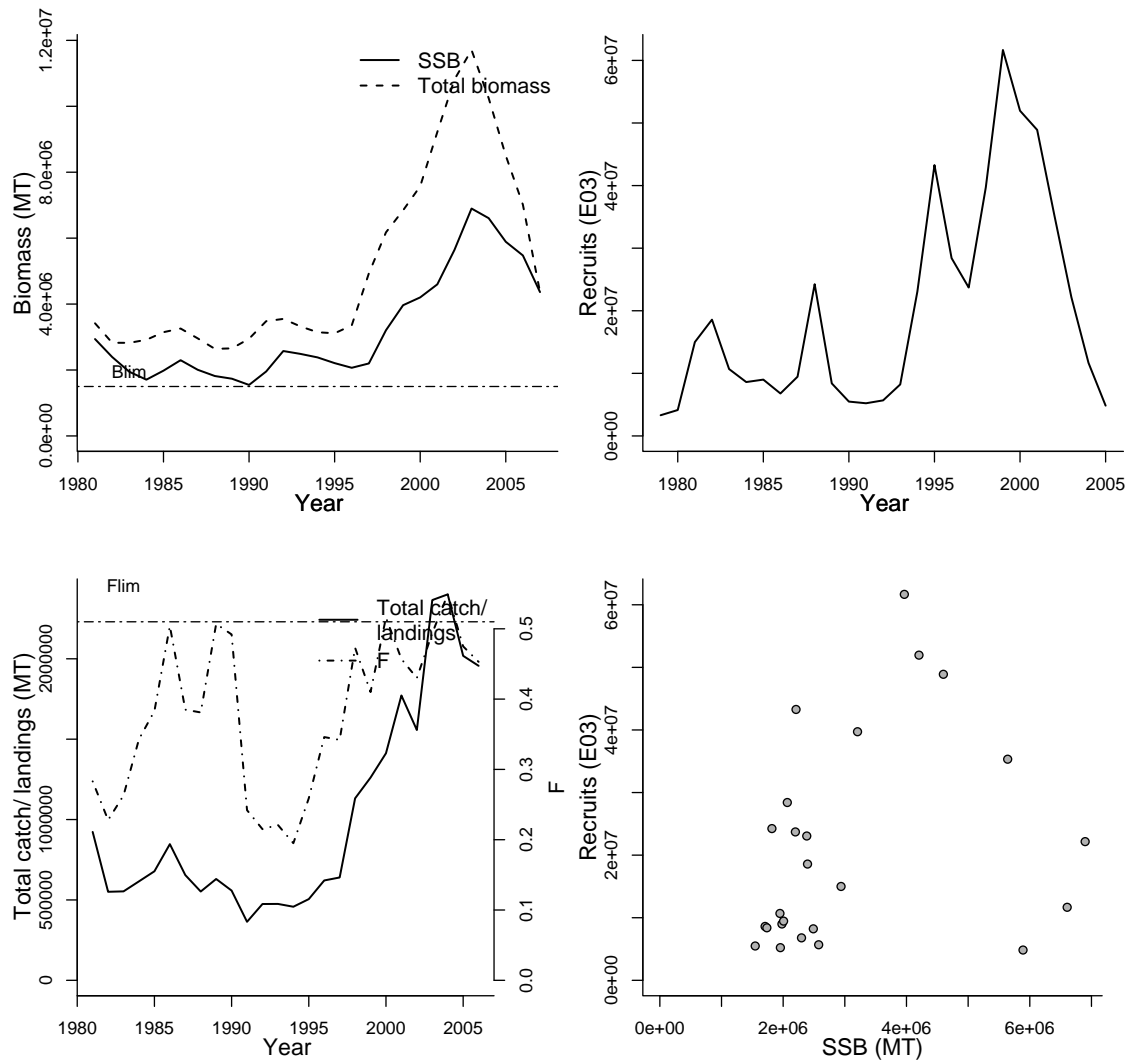 Biomass (MT)
0.0e+00 4.0e+06 8.0e+06 1.2e+07
SSB
Total biomass
Blim
1980 1985 1990 1995 2000 2005
Year
Recruits (E03)
0e+00 2e+07 4e+07 6e+07
1980 1985 1990 1995 2000 2005
Year
Total catch/ landings (MT)
0 500000 1000000 2000000
Flim
Total catch/
landings
F
0.0 0.1 0.2 0.3 0.4 0.5
F
1980 1985 1990 1995 2000 2005
Year
Recruits (E03)
0e+00 2e+07 4e+07 6e+07
0e+00 2e+06 4e+06 6e+06
SSB (MT)